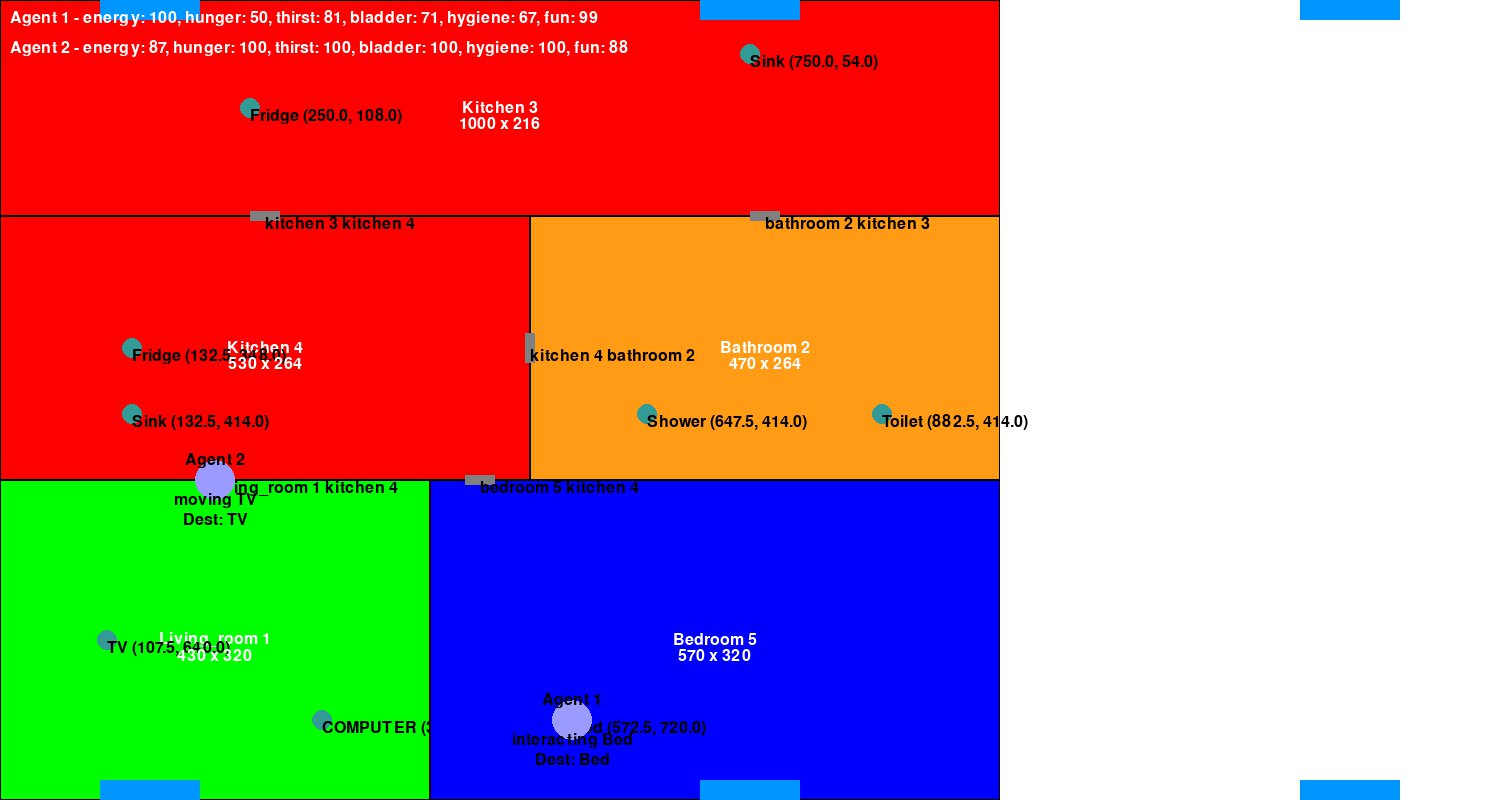 Agent 1 - energy: 100, hunger: 50, thirst: 81, bladder: 71, hygiene: 67, fun: 99
Agent 2 - energy: 87, hunger: 100, thirst: 100, bladder: 100, hygiene: 100, fun: 88
Sink (750.0, 54.0)
Fridge (250.0, 108.0)
Kitchen 3
1000 x 216
kitchen 3 kitchen 4
bathroom 2 kitchen 3
Fridge (132.5,
Kitchen 4
530 x 264
kitchen 4 bathroom 2
Bathroom 2
470 x 264
Sink (132.5, 414.0)
Shower (647.5, 414.0)
Toilet (882.5, 414.0)
Agent 2
ing_room 1 kitchen 4
bedroom 5 kitchen 4
moving TV
Dest: TV
TV (107.5, 640.0)
Living_room 1
430 x 320
Bedroom 5
570 x 320
Agent 1
COMPUTER (3
d (572.5, 720.0)
interacting Bed
Dest: Bed